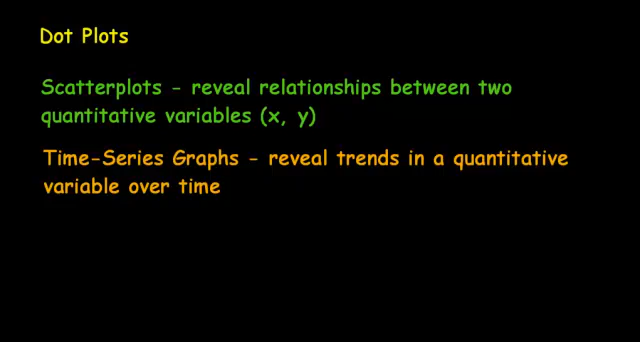 Dot Plots
Scatterplots - reveal relationships between two
quantitative variables (x, y)
Time-Series Graphs - reveal trends in a quantitative
variable over time